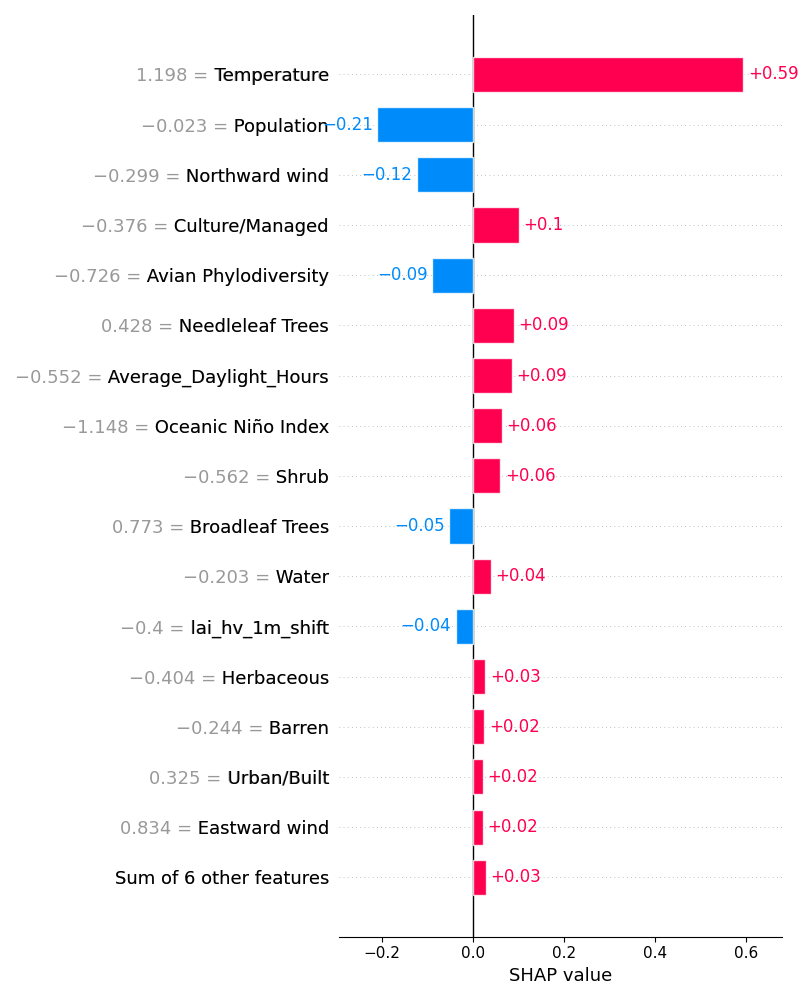 1.198 = Temperature +0.59
−0.023 = Population −0.21
−0.299 = Northward wind −0.12
−0.376 = Culture/Managed +0.1
−0.726 = Avian Phylodiversity −0.09
0.428 = Needleleaf Trees +0.09
−0.552 = Average_Daylight_Hours +0.09
−1.148 = Oceanic Niño Index +0.06
−0.562 = Shrub +0.06
0.773 = Broadleaf Trees −0.05
−0.203 = Water +0.04
−0.4 = lai_hv_1m_shift −0.04
−0.404 = Herbaceous +0.03
−0.244 = Barren +0.02
0.325 = Urban/Built +0.02
0.834 = Eastward wind +0.02
Sum of 6 other features +0.03
−0.2 0.0 0.2 0.4 0.6
SHAP value